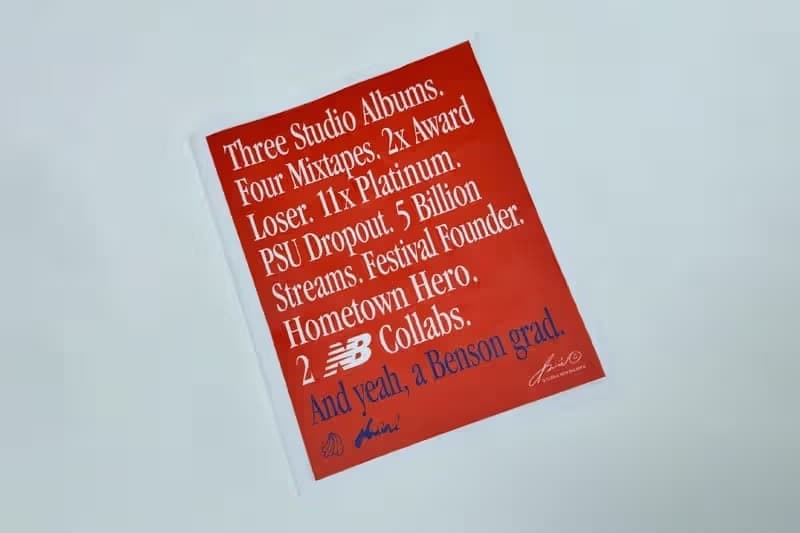 Three Studio Albums.
Four Mixtapes. 2x Award
Loser. 11x Platinum.
PSU Dropout. 5 Billion
Streams. Festival Founder.
Hometown Hero.
2 NB Collabs.
And yeah, a Benson grad.